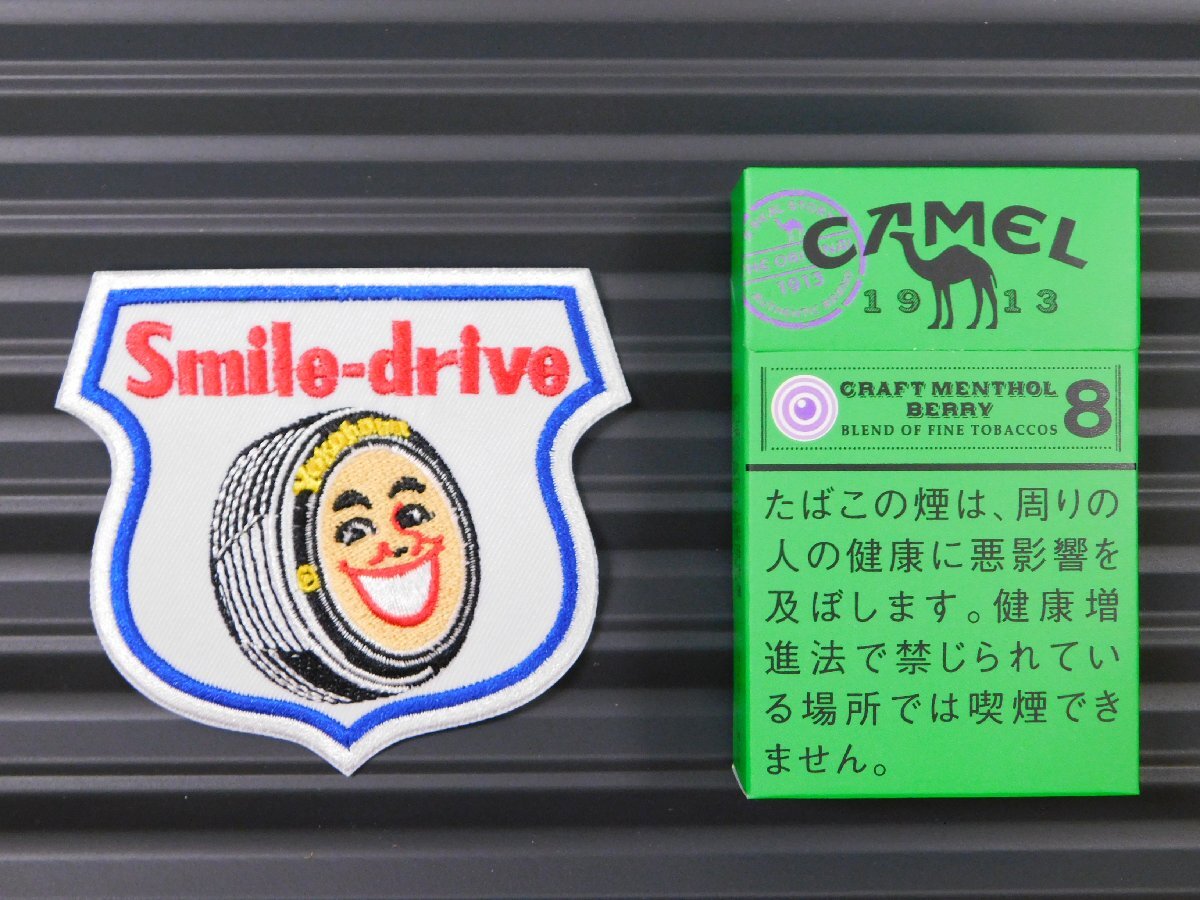 Smile-drive
YOKOHAMA
CAMEL
1913
1913
CRAFT MENTHOL
BERRY
BLEND OF FINE TOBACCOS
8
たばこの煙は、周りの
人の健康に悪影響を
及ぼします。健康増
進法で禁じられてい
る場所では喫煙でき
ません。